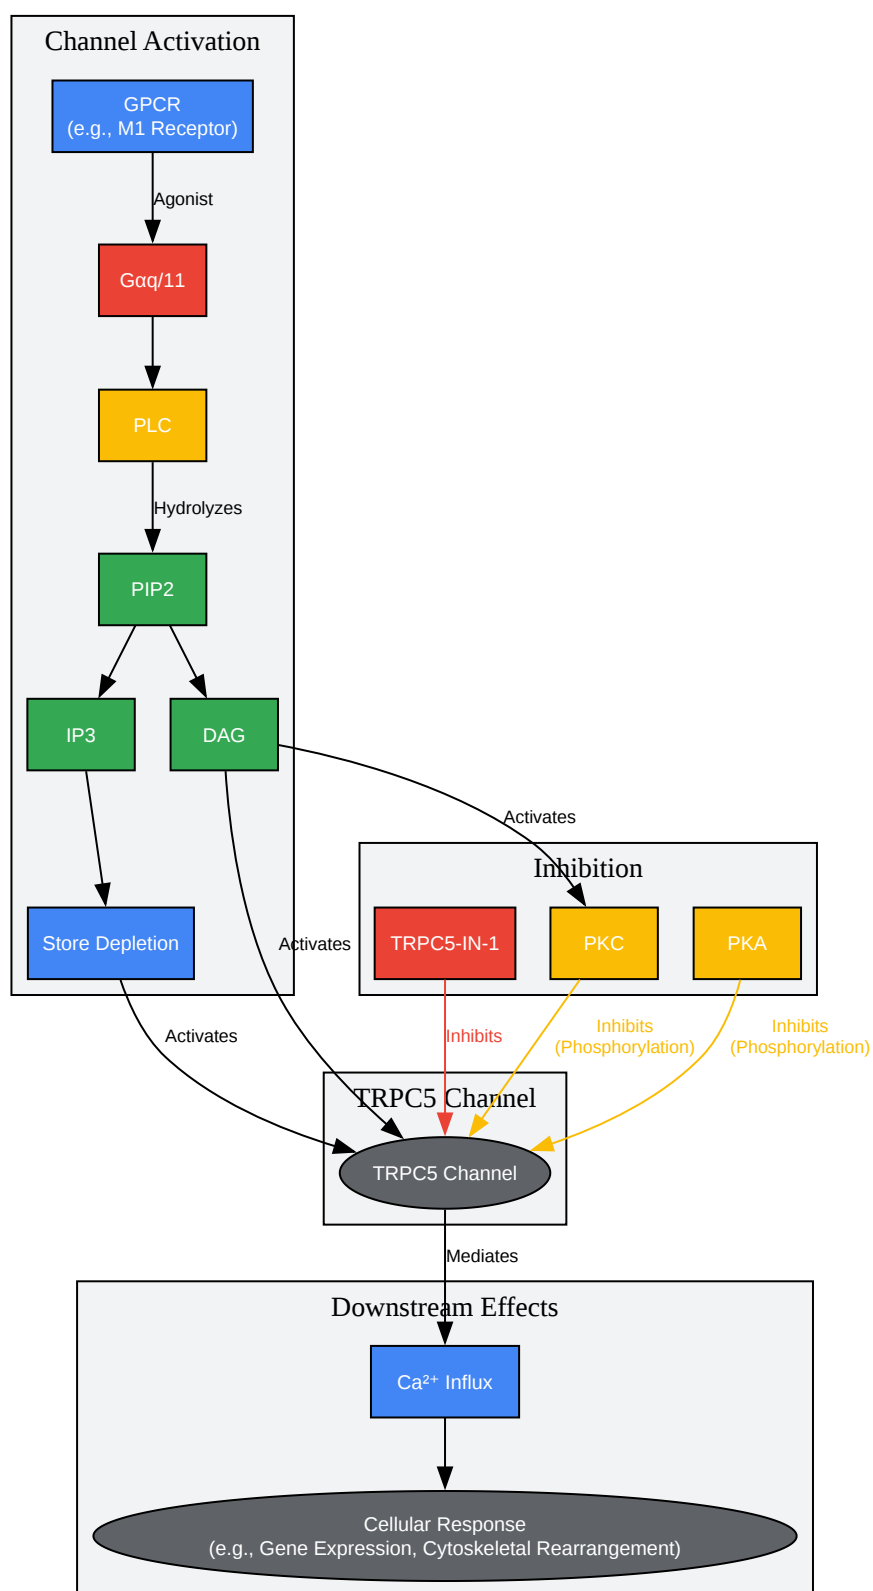 Channel Activation
GPCR
(e.g., M1 Receptor)
Agonist
Gαq/11
PLC
Hydrolyzes
PIP2
IP3
DAG
Activates
Inhibition
Store Depletion
Activates
TRPC5-IN-1
PKC
PKA
Activates
Inhibits
Inhibits
(Phosphorylation)
Inhibits
(Phosphorylation)
TRPC5 Channel
TRPC5 Channel
Mediates
Downstream Effects
Ca²⁺ Influx
Cellular Response
(e.g., Gene Expression, Cytoskeletal Rearrangement)